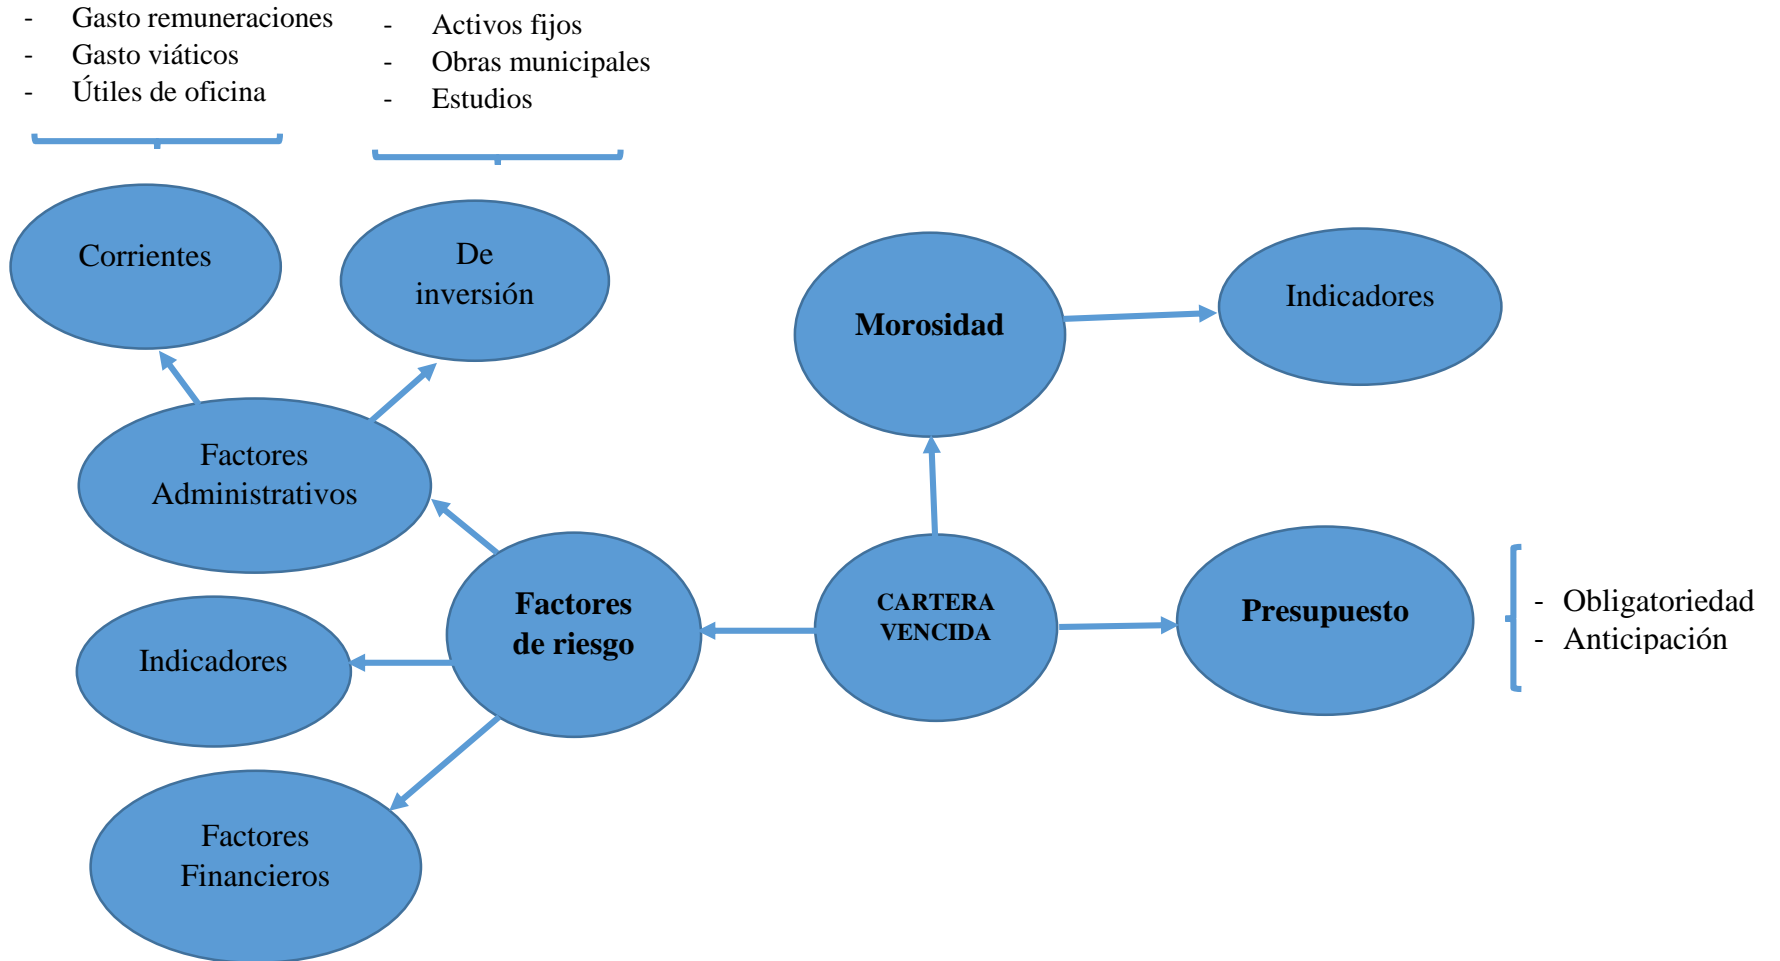 - Gasto remuneraciones
- Gasto viáticos
- Útiles de oficina
- Activos fijos
- Obras municipales
- Estudios
Corrientes
De
inversión
Morosidad
Indicadores
Factores
Administrativos
Factores
de riesgo
CARTERA
VENCIDA
Presupuesto
- Obligatoriedad
- Anticipación
Indicadores
Factores
Financieros